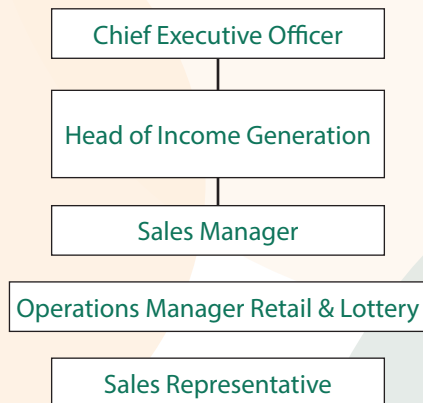 Chief Executive Officer
Head of Income Generation
Sales Manager
Operations Manager Retail & Lottery
Sales Representative